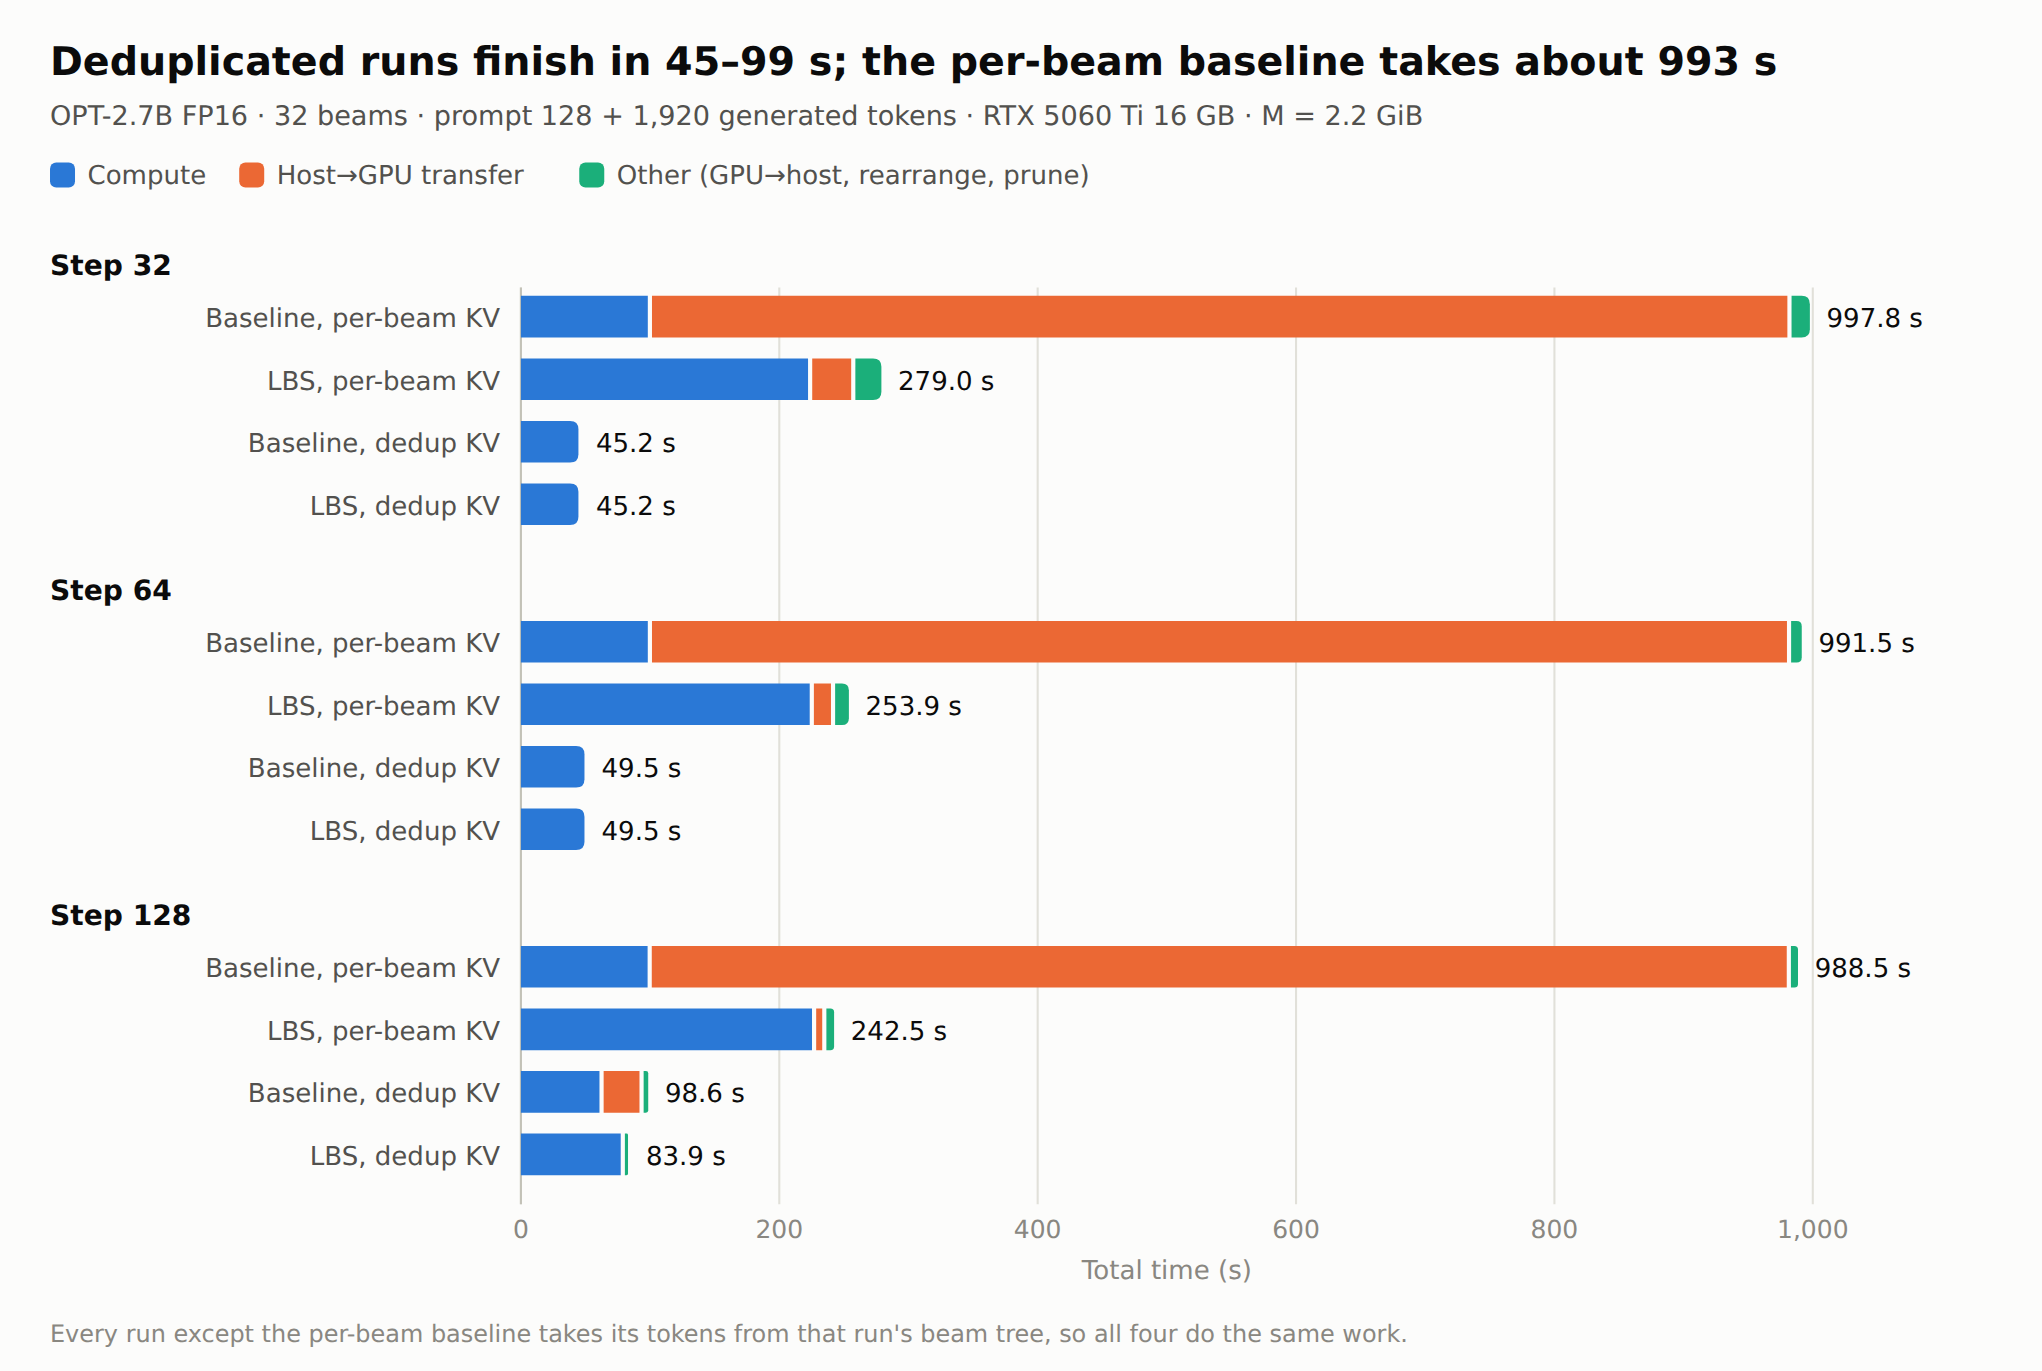 Deduplicated runs finish in 45–99 s; the per-beam baseline takes about 993 s
OPT-2.7B FP16 · 32 beams · prompt 128 + 1,920 generated tokens · RTX 5060 Ti 16 GB · M = 2.2 GiB
Compute Host→GPU transfer Other (GPU→host, rearrange, prune)
Step 32
Baseline, per-beam KV 997.8 s
LBS, per-beam KV 279.0 s
Baseline, dedup KV 45.2 s
LBS, dedup KV 45.2 s
Step 64
Baseline, per-beam KV 991.5 s
LBS, per-beam KV 253.9 s
Baseline, dedup KV 49.5 s
LBS, dedup KV 49.5 s
Step 128
Baseline, per-beam KV 988.5 s
LBS, per-beam KV 242.5 s
Baseline, dedup KV 98.6 s
LBS, dedup KV 83.9 s
0 200 400 600 800 1,000
Total time (s)
Every run except the per-beam baseline takes its tokens from that run's beam tree, so all four do the same work.